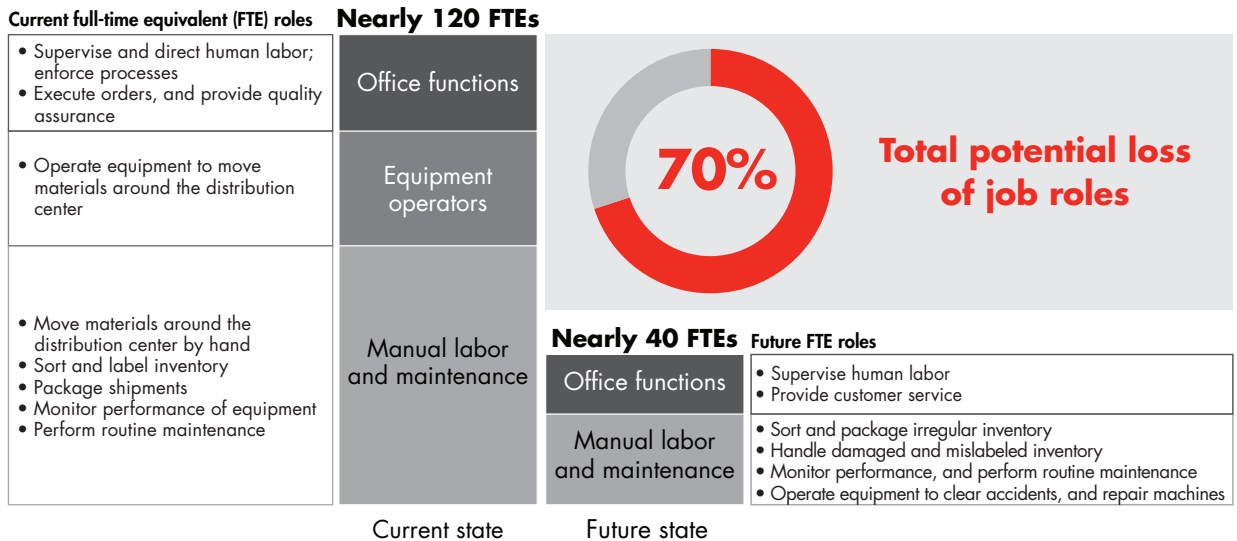 Current full-time equivalent (FTE) roles
Nearly 120 FTEs
• Supervise and direct human labor;
enforce processes
• Execute orders, and provide quality
assurance
Office functions
• Operate equipment to move
materials around the distribution
center
Equipment
operators
70%
Total potential loss
of job roles
• Move materials around the
distribution center by hand
• Sort and label inventory
• Package shipments
• Monitor performance of equipment
• Perform routine maintenance
Manual labor
and maintenance
Nearly 40 FTEs
Future FTE roles
Office functions
• Supervise human labor
• Provide customer service
Manual labor
and maintenance
• Sort and package irregular inventory
• Handle damaged and mislabeled inventory
• Monitor performance, and perform routine maintenance
• Operate equipment to clear accidents, and repair machines
Current state
Future state